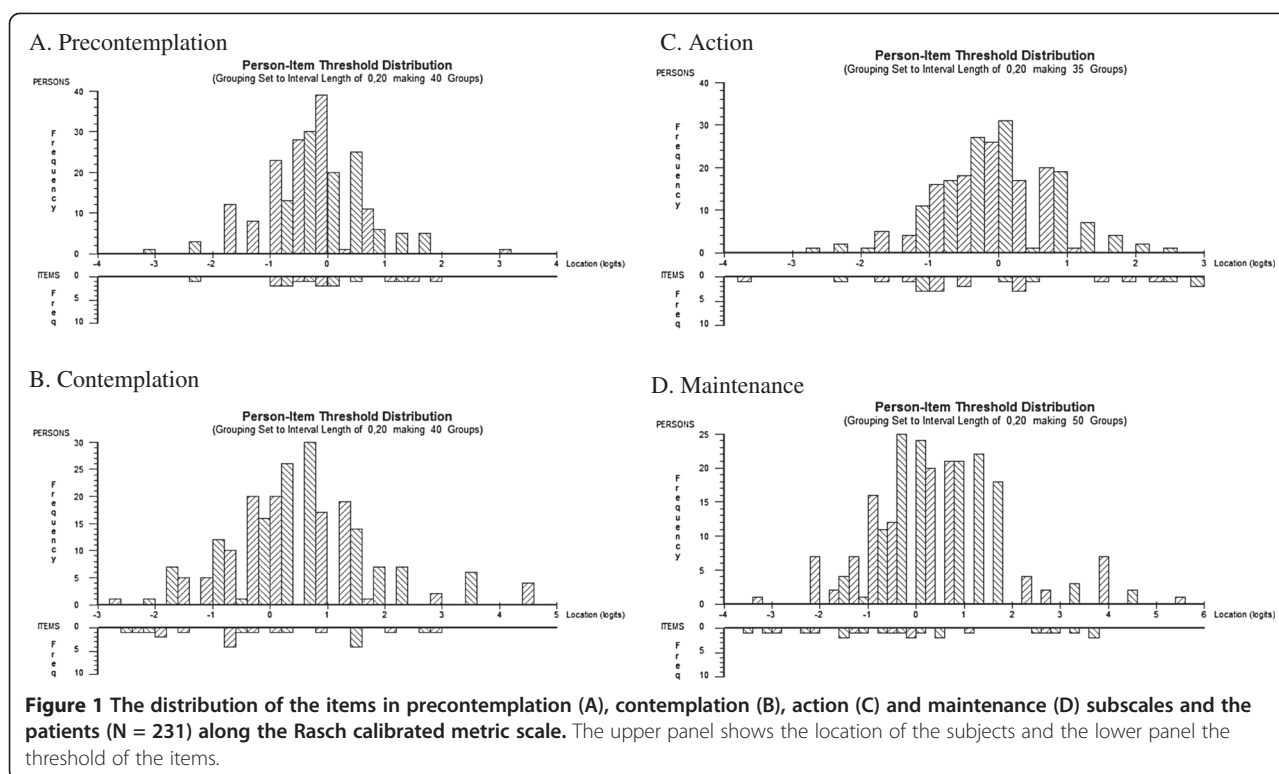 A. Precontemplation
Person-Item Threshold Distribution
(Grouping Set to Interval Length of 0,20 making 40 Groups)
PERSONS
40
30
20
10
0
Frequency
-4 -3 -2 -1 0 1 2 3 4 Location (logits)
ITEMS
0
5
10
Freq
B. Contemplation
Person-Item Threshold Distribution
(Grouping Set to Interval Length of 0,20 making 40 Groups)
PERSONS
30
25
20
15
10
5
0
Frequency
-3 -2 -1 0 1 2 3 4 5 Location (logits)
ITEMS
0
5
10
Freq
C. Action
Person-Item Threshold Distribution
(Grouping Set to Interval Length of 0,20 making 35 Groups)
PERSONS
40
30
20
10
0
Frequency
-4 -3 -2 -1 0 1 2 3 Location (logits)
ITEMS
0
5
10
Freq
D. Maintenance
Person-Item Threshold Distribution
(Grouping Set to Interval Length of 0,20 making 50 Groups)
PERSONS
25
20
15
10
5
0
Frequency
-4 -3 -2 -1 0 1 2 3 4 5 6 Location (logits)
ITEMS
0
5
10
Freq
Figure 1 The distribution of the items in precontemplation (A), contemplation (B), action (C) and maintenance (D) subscales and the
patients (N = 231) along the Rasch calibrated metric scale. The upper panel shows the location of the subjects and the lower panel the
threshold of the items.